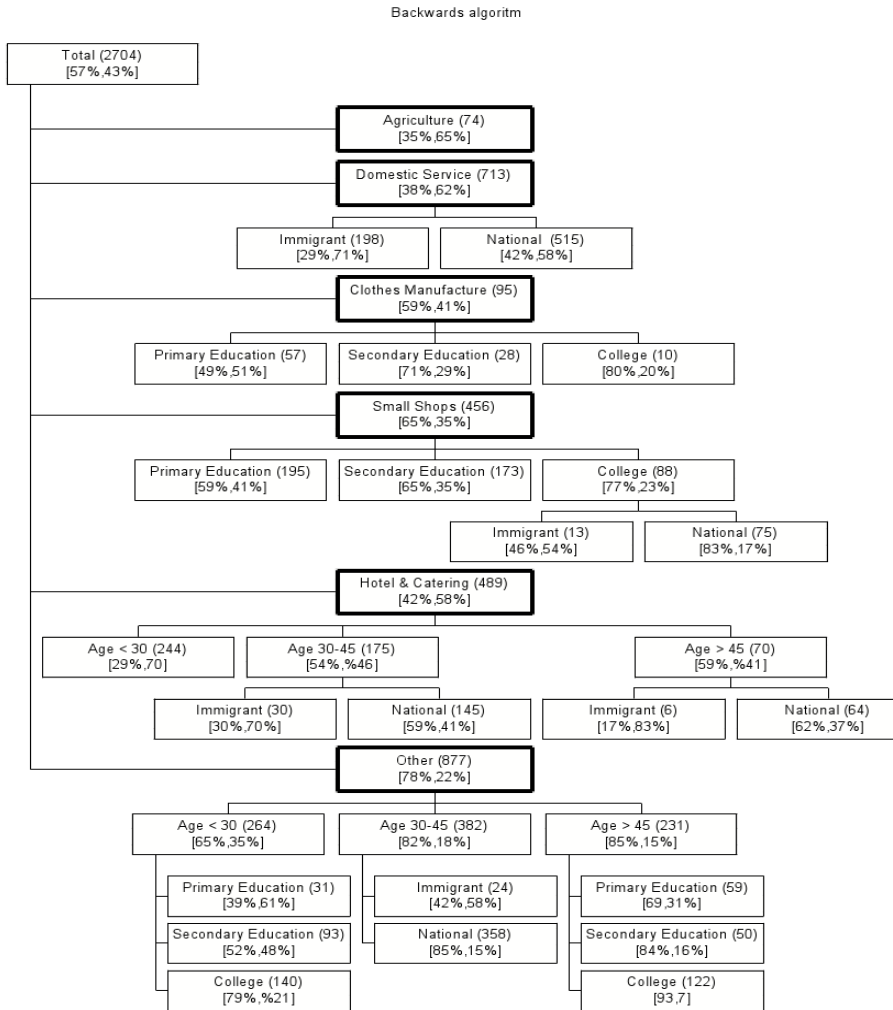 Backwards algoritm
Total (2704)
[57%,43%]
Agriculture (74)
[35%,65%]
Domestic Service (713)
[38%,62%]
Immigrant (198)
[29%,71%]
National (515)
[42%,58%]
Clothes Manufacture (95)
[59%,41%]
Primary Education (57)
[49%,51%]
Secondary Education (28)
[71%,29%]
College (10)
[80%,20%]
Small Shops (456)
[65%,35%]
Primary Education (195)
[59%,41%]
Secondary Education (173)
[65%,35%]
College (88)
[77%,23%]
Immigrant (13)
[46%,54%]
National (75)
[83%,17%]
Hotel & Catering (489)
[42%,58%]
Age < 30 (244)
[29%,70]
Age 30-45 (175)
[54%,%46]
Age > 45 (70)
[59%,%41]
Immigrant (30)
[30%,70%]
National (145)
[59%,41%]
Immigrant (6)
[17%,83%]
National (64)
[62%,37%]
Other (877)
[78%,22%]
Age < 30 (264)
[65%,35%]
Age 30-45 (382)
[82%,18%]
Age > 45 (231)
[85%,15%]
Primary Education (31)
[39%,61%]
Secondary Education (93)
[52%,48%]
College (140)
[79%,%21]
Immigrant (24)
[42%,58%]
National (358)
[85%,15%]
Primary Education (59)
[69,31%]
Secondary Education (50)
[84%,16%]
College (122)
[93,7]